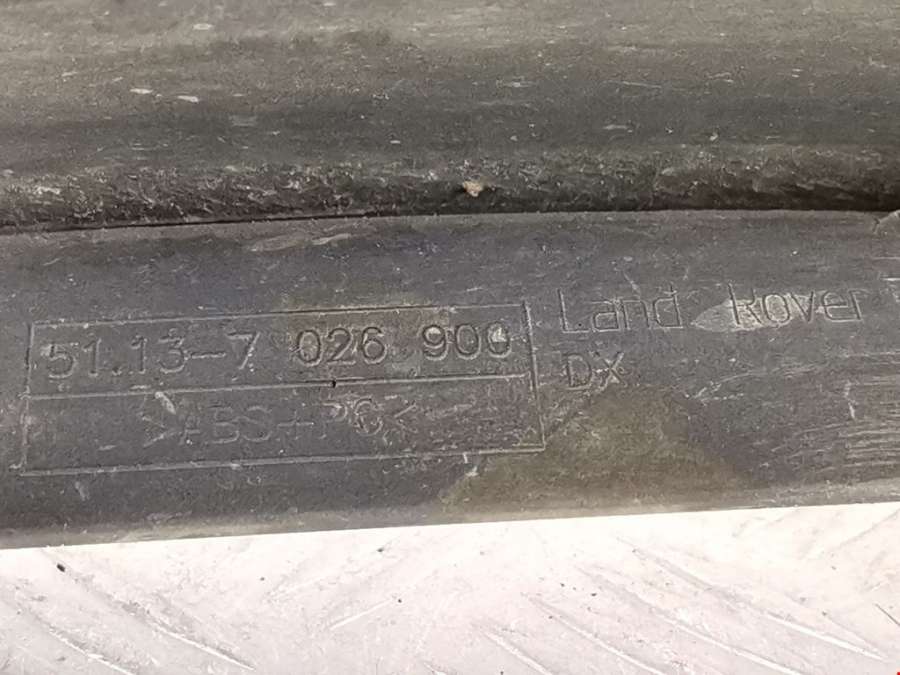 51.13-7 026 900
>ABS+PC<
Land Rover
DX